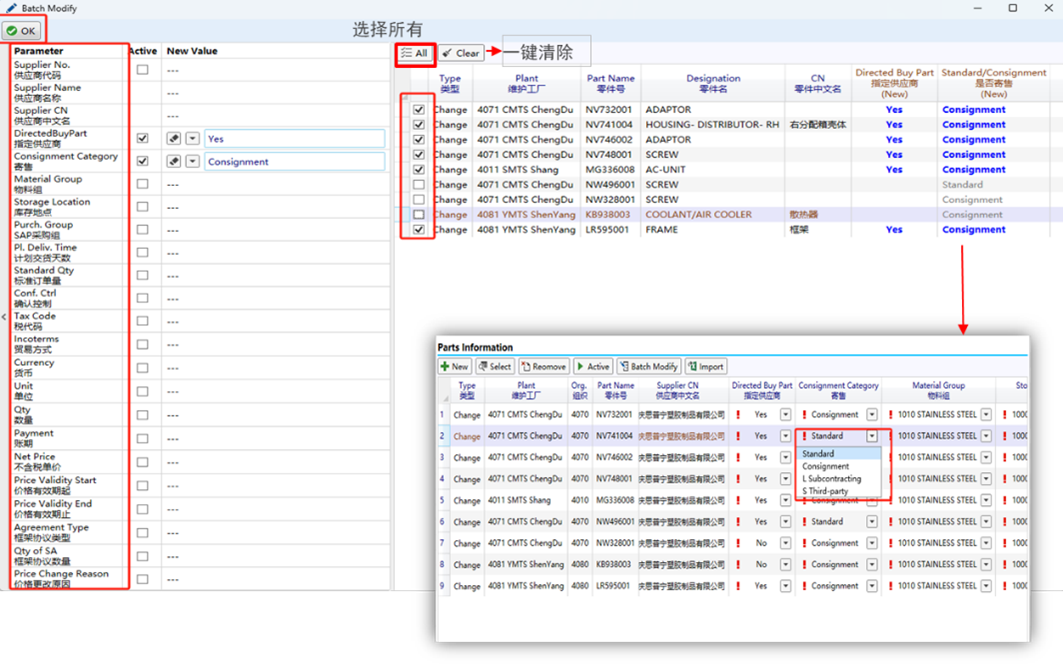 Batch Modify
OK
选择所有
All
Clear
一键清除
Parameter Active New Value
Supplier No.
供应商代码 ---
Supplier Name
供应商名称 ---
Supplier CN
供应商中文名 ---
DirectedBuyPart
指定供应商 Yes
Consignment Category
寄售 Consignment
Material Group
物料组 ---
Storage Location
库存地点 ---
Purch. Group
SAP采购组 ---
Pl. Deliv. Time
计划交货天数 ---
Standard Qty
标准订单量 ---
Conf. Ctrl
确认控制 ---
Tax Code
税代码 ---
Incoterms
贸易方式 ---
Currency
货币 ---
Unit
单位 ---
Qty
数量 ---
Payment
账期 ---
Net Price
不含税单价 ---
Price Validity Start
价格有效期起 ---
Price Validity End
价格有效期止 ---
Agreement Type
框架协议类型 ---
Qty of SA
框架协议数量 ---
Price Change Reason
价格更改原因 ---
Type Plant Part Name Designation CN Directed Buy Part Standard/Consignment
类型 维护工厂 零件号 零件名 零件中文名 指定供应商 是否寄售
(New) (New)
Change 4071 CMTS ChengDu NV732001 ADAPTOR Yes Consignment
Change 4071 CMTS ChengDu NV741004 HOUSING- DISTRIBUTOR- RH 右分配箱壳体 Yes Consignment
Change 4071 CMTS ChengDu NV746002 ADAPTOR Yes Consignment
Change 4071 CMTS ChengDu NV748001 SCREW Yes Consignment
Change 4011 SMTS Shang MG336008 AC-UNIT Yes Consignment
Change 4071 CMTS ChengDu NW496001 SCREW Standard
Change 4071 CMTS ChengDu NW328001 SCREW Consignment
Change 4081 YMTS ShenYang KB938003 COOLANT/AIR COOLER 散热器 Consignment
Change 4081 YMTS ShenYang LR595001 FRAME 框架 Yes Consignment
Parts Information
New Select Reomove Active Batch Modify Import
Type Plant Org. Part Name Supplier CN Directed Buy Part Consignment Category Material Group Sto
类型 维护工厂 组织 零件号 供应商中文名 指定供应商 寄售 物料组
1 Change 4071 CMTS ChengDu 4070 NV732001 庆思普宁塑胶制品有限公司 Yes Consignment 1010 STAINLESS STEEL 1000
2 Change 4071 CMTS ChengDu 4070 NV741004 庆思普宁塑胶制品有限公司 Yes Standard 1010 STAINLESS STEEL 1000
3 Change 4071 CMTS ChengDu 4070 NV746002 庆思普宁塑胶制品有限公司 Yes 1010 STAINLESS STEEL 1000
4 Change 4071 CMTS ChengDu 4070 NV748001 庆思普宁塑胶制品有限公司 Yes 1010 STAINLESS STEEL 1000
5 Change 4011 SMTS Shang 4010 MG336008 庆思普宁塑胶制品有限公司 Yes Consignment 1010 STAINLESS STEEL 1000
6 Change 4071 CMTS ChengDu 4070 NW496001 庆思普宁塑胶制品有限公司 Yes Standard 1010 STAINLESS STEEL 1000
7 Change 4071 CMTS ChengDu 4070 NW328001 庆思普宁塑胶制品有限公司 No Consignment 1010 STAINLESS STEEL 1000
8 Change 4081 YMTS ShenYang 4080 KB938003 庆思普宁塑胶制品有限公司 No Consignment 1010 STAINLESS STEEL 1000
9 Change 4081 YMTS ShenYang 4080 LR595001 庆思普宁塑胶制品有限公司 Yes Consignment 1010 STAINLESS STEEL 1000
Standard
Consignment
L Subcontracting
S Third-party